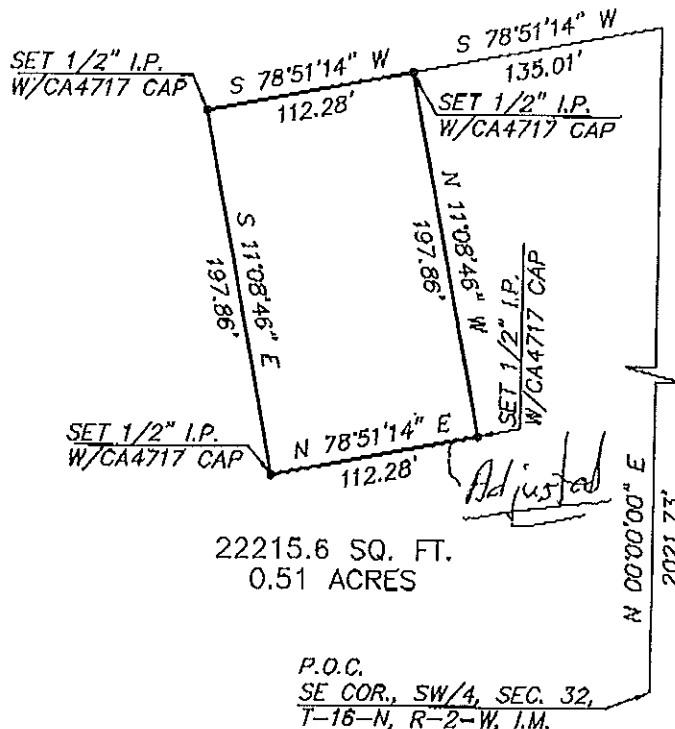 SET 1/2" I.P.
W/CA4717 CAP
S 78°51'14" W
112.28'
S 78°51'14" W
135.01'
SET 1/2" I.P.
W/CA4717 CAP
S 11°08'46" E
197.86'
N 11°08'46" W
197.86'
SET 1/2" I.P.
W/CA4717 CAP
SET 1/2" I.P.
W/CA4717 CAP
N 78°51'14" E
112.28'
Adjusted
22215.6 SQ. FT.
0.51 ACRES
N 00°00'00" E
2021.73'
P.O.C.
SE COR., SW/4, SEC. 32,
T-16-N, R-2-W, I.M.